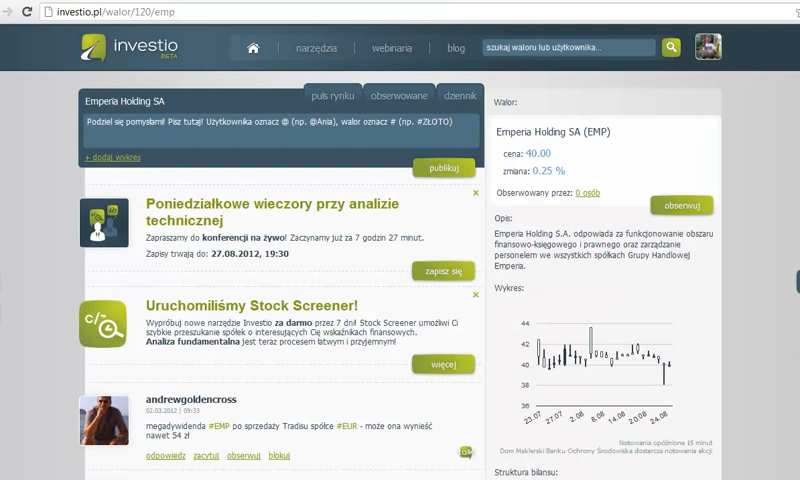 investio.pl/walor/120/emp
investio
BETA
narzędzia
webinaria
blog
szukaj waloru lub użytkownika...
Emperia Holding SA
puls rynku
obserwowane
dziennik
Podziel się pomysłami! Pisz tutaj! Użytkownika oznacz @ (np. @Ania), walor oznacz # (np. #ZŁOTO)
+ dodaj wykres
publikuj
Poniedziałkowe wieczory przy analizie
technicznej
Zapraszamy do konferencji na żywo! Zaczynamy już za 7 godzin 27 minut.
Zapisy trwają do: 27.08.2012, 19:30
zapisz się
Uruchomiliśmy Stock Screener!
Wypróbuj nowe narzędzie Investio za darmo przez 7 dni! Stock Screener umożliwi Ci
szybkie przeszukanie spółek o interesujących Cię wskaźnikach finansowych.
Analiza fundamentalna jest teraz procesem łatwym i przyjemnym!
więcej
andrewgoldencross
02.03.2012 | 09:33
megadywidenda #EMP po sprzedaży Tradisu spółce #EUR - może ona wynieść
nawet 54 zł
odpowiedz
zacytuj
obserwuj
blokuj
Walor:
Emperia Holding SA (EMP)
cena: 40.00
zmiana: 0.25 %
Obserwowany przez: 0 osób
obserwuj
Opis:
Emperia Holding S.A. odpowiada za funkcjonowanie obszaru
finansowo-księgowego i prawnego oraz zarządzanie
personelem we wszystkich spółkach Grupy Handlowej
Emperia.
Wykres:
44
42
40
38
36
23.07
27.07
2.08
8.08
14.08
20.08
24.08
Notowania opóźnione 15 minut
Dom Maklerski Banku Ochrony Środowiska dostarcza notowania akcji
Struktura bilansu: